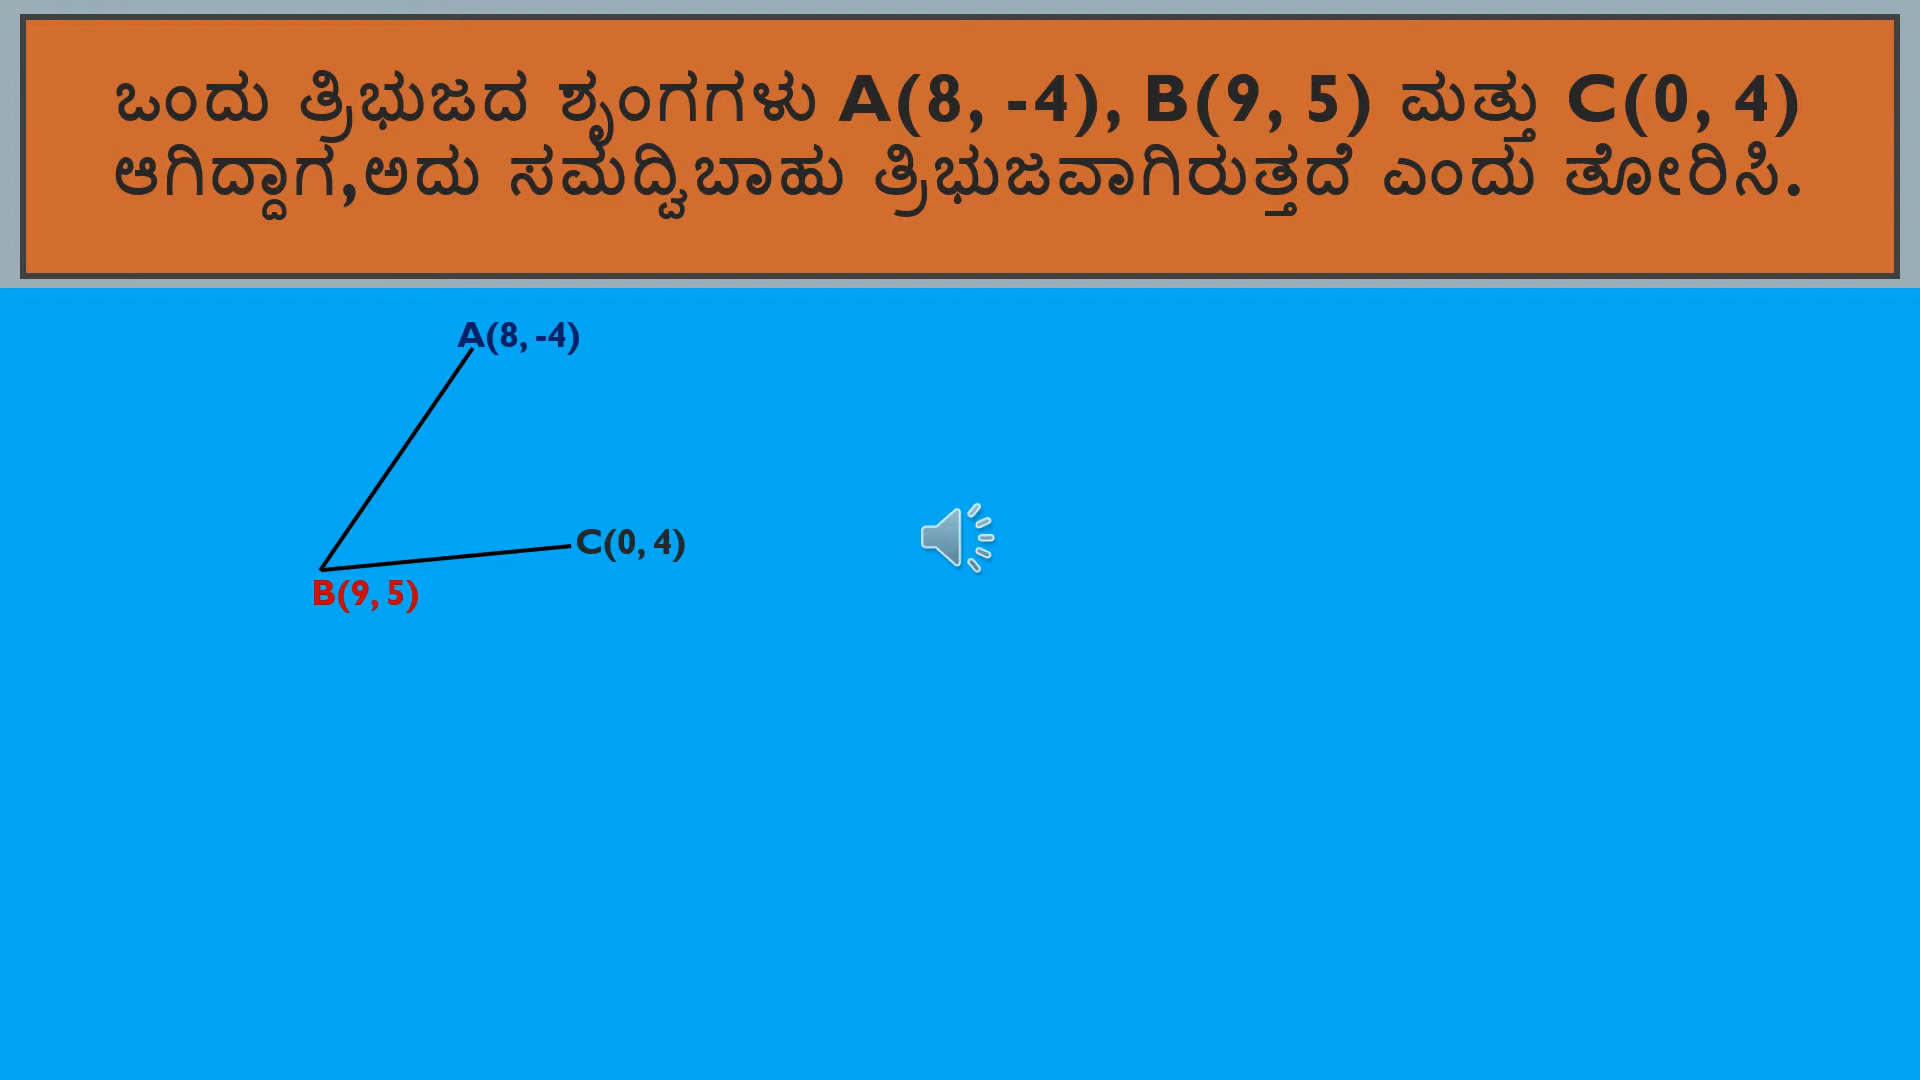 ಒಂದು ತ್ರಿಭುಜದ ಶೃಂಗಗಳು A(8, -4), B(9, 5) ಮತ್ತು C(0, 4)
ಆಗಿದ್ದಾಗ,ಅದು ಸಮದ್ವಿಬಾಹು ತ್ರಿಭುಜವಾಗಿರುತ್ತದೆ ಎಂದು ತೋರಿಸಿ.
A(8, -4)
C(0, 4)
B(9, 5)